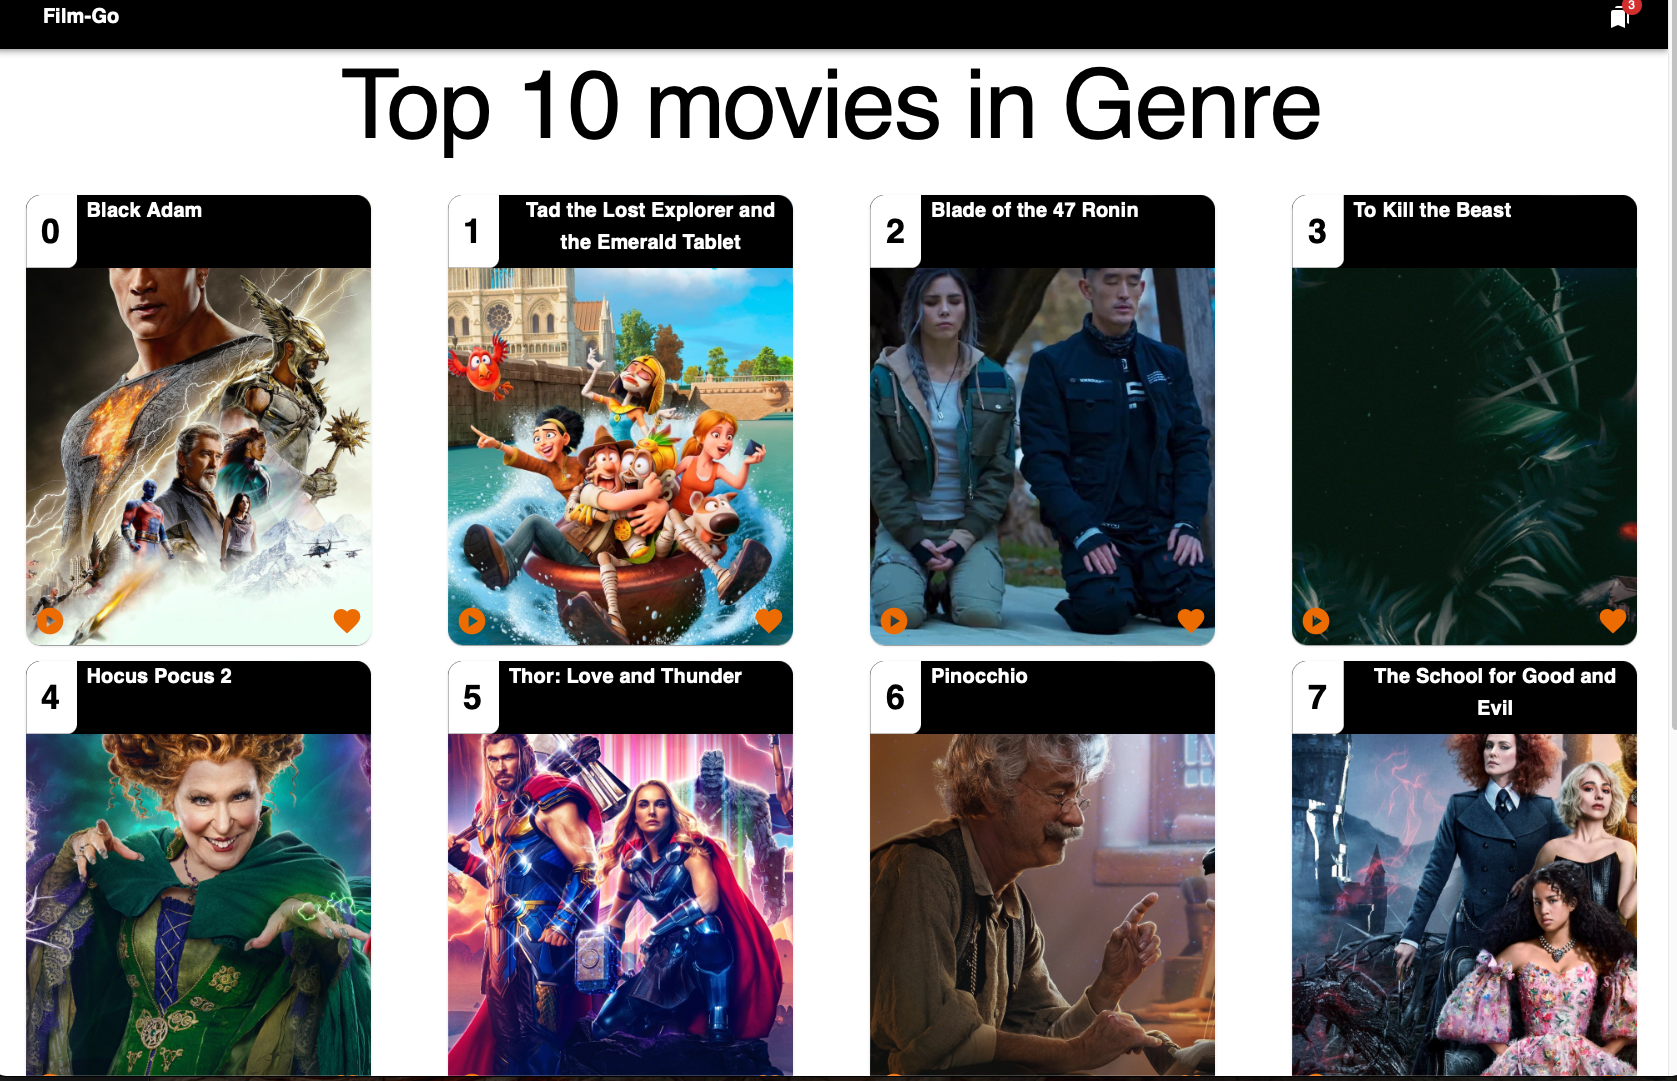 Film-Go
3
Top 10 movies in Genre
0
Black Adam
1
Tad the Lost Explorer and
the Emerald Tablet
2
Blade of the 47 Ronin
3
To Kill the Beast
4
Hocus Pocus 2
5
Thor: Love and Thunder
6
Pinocchio
7
The School for Good and
Evil